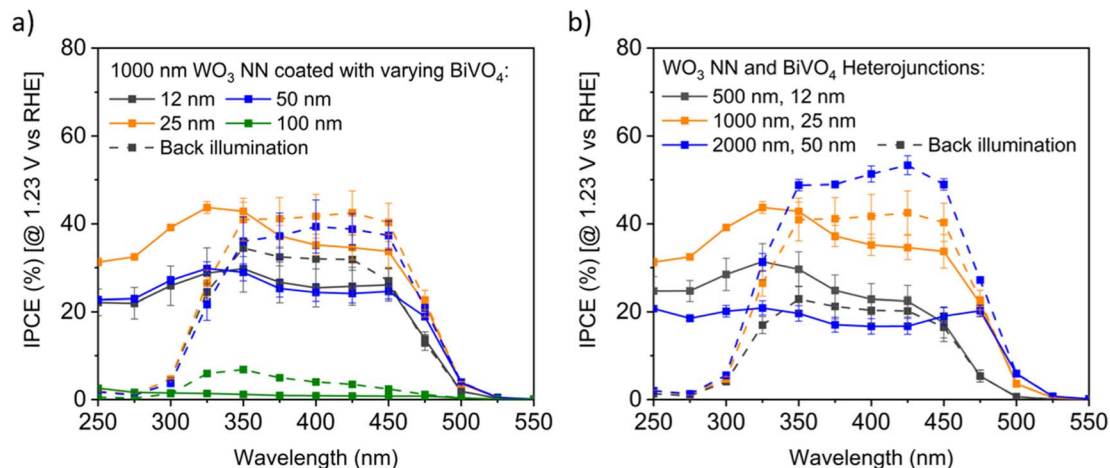 a)
IPCE (%) [@ 1.23 V vs RHE]
80
60
40
20
0
1000 nm WO₃ NN coated with varying BiVO₄:
12 nm 50 nm
25 nm 100 nm
Back illumination
250 300 350 400 450 500 550
Wavelength (nm)
b)
IPCE (%) [@ 1.23 V vs RHE]
80
60
40
20
0
WO₃ NN and BiVO₄ Heterojunctions:
500 nm, 12 nm
1000 nm, 25 nm
2000 nm, 50 nm Back illumination
250 300 350 400 450 500 550
Wavelength (nm)